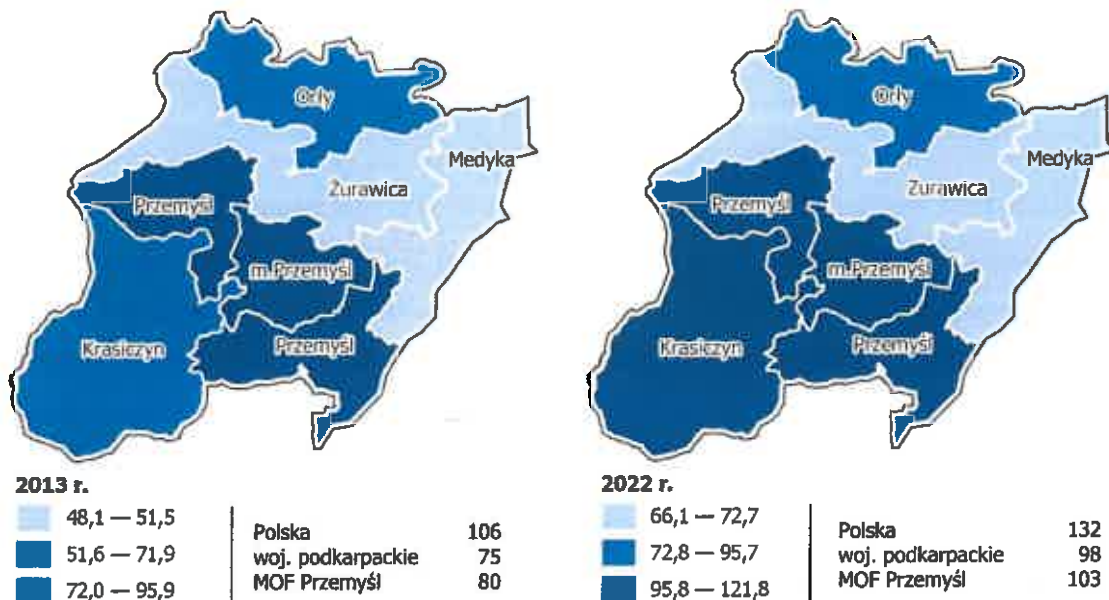 Orły
Medyka
Żurawica
Przemyśl
m.Przemyśl
Krasiczyn
Przemyśl
2013 r.
48,1 — 51,5
51,6 — 71,9
72,0 — 95,9
Polska 106
woj. podkarpackie 75
MOF Przemyśl 80
Orły
Medyka
Żurawica
Przemyśl
m.Przemyśl
Krasiczyn
Przemyśl
2022 r.
66,1 — 72,7
72,8 — 95,7
95,8 — 121,8
Polska 132
woj. podkarpackie 98
MOF Przemyśl 103